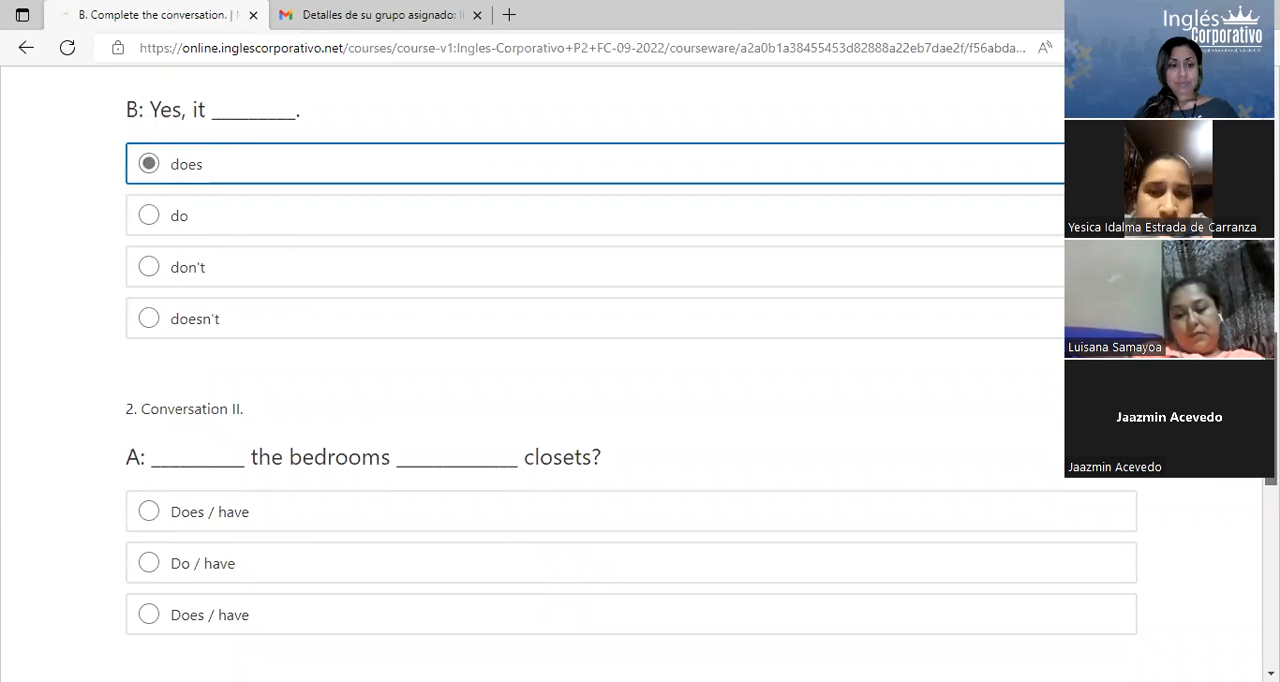 B. Complete the conversation. |
Detalles de su grupo asignado:
https://online.inglescorporativo.net/courses/course-v1:Ingles-Corporativo+P2+FC-09-2022/courseware/a2a0b1a38455453d82888a22eb7dae2f/f56abda...
B: Yes, it _________.
does
do
don't
doesn't
2. Conversation II.
A: _________ the bedrooms ____________ closets?
Does / have
Do / have
Does / have
Inglés
Corporativo
Yesica Idalma Estrada de Carranza
Luisana Samayoa
Jaazmin Acevedo
Jaazmin Acevedo